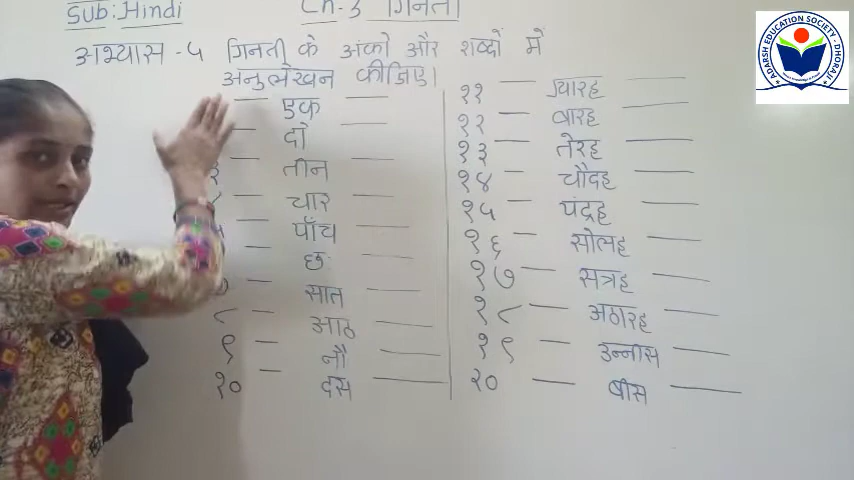 Sub: Hindi Ch-3 गिनती
अभ्यास - ५ गिनती के अंको और शब्दों मे
अनुलेखन कीजिए।
— एक —
— दो —
३ — तीन —
— चार —
— पाँच —
— छः
— सात —
८ — आठ —
९ — नौ —
१० — दस —
११ — ग्यारह —
१२ — बारह —
१३ — तेरह —
१४ — चौदह —
१५ — पंद्रह —
१६ — सोलह —
१७ — सत्रह —
१८ — अठारह —
१९ — उन्नीस —
२० — बीस —
ADARSH EDUCATION SOCIETY - DHORAJI